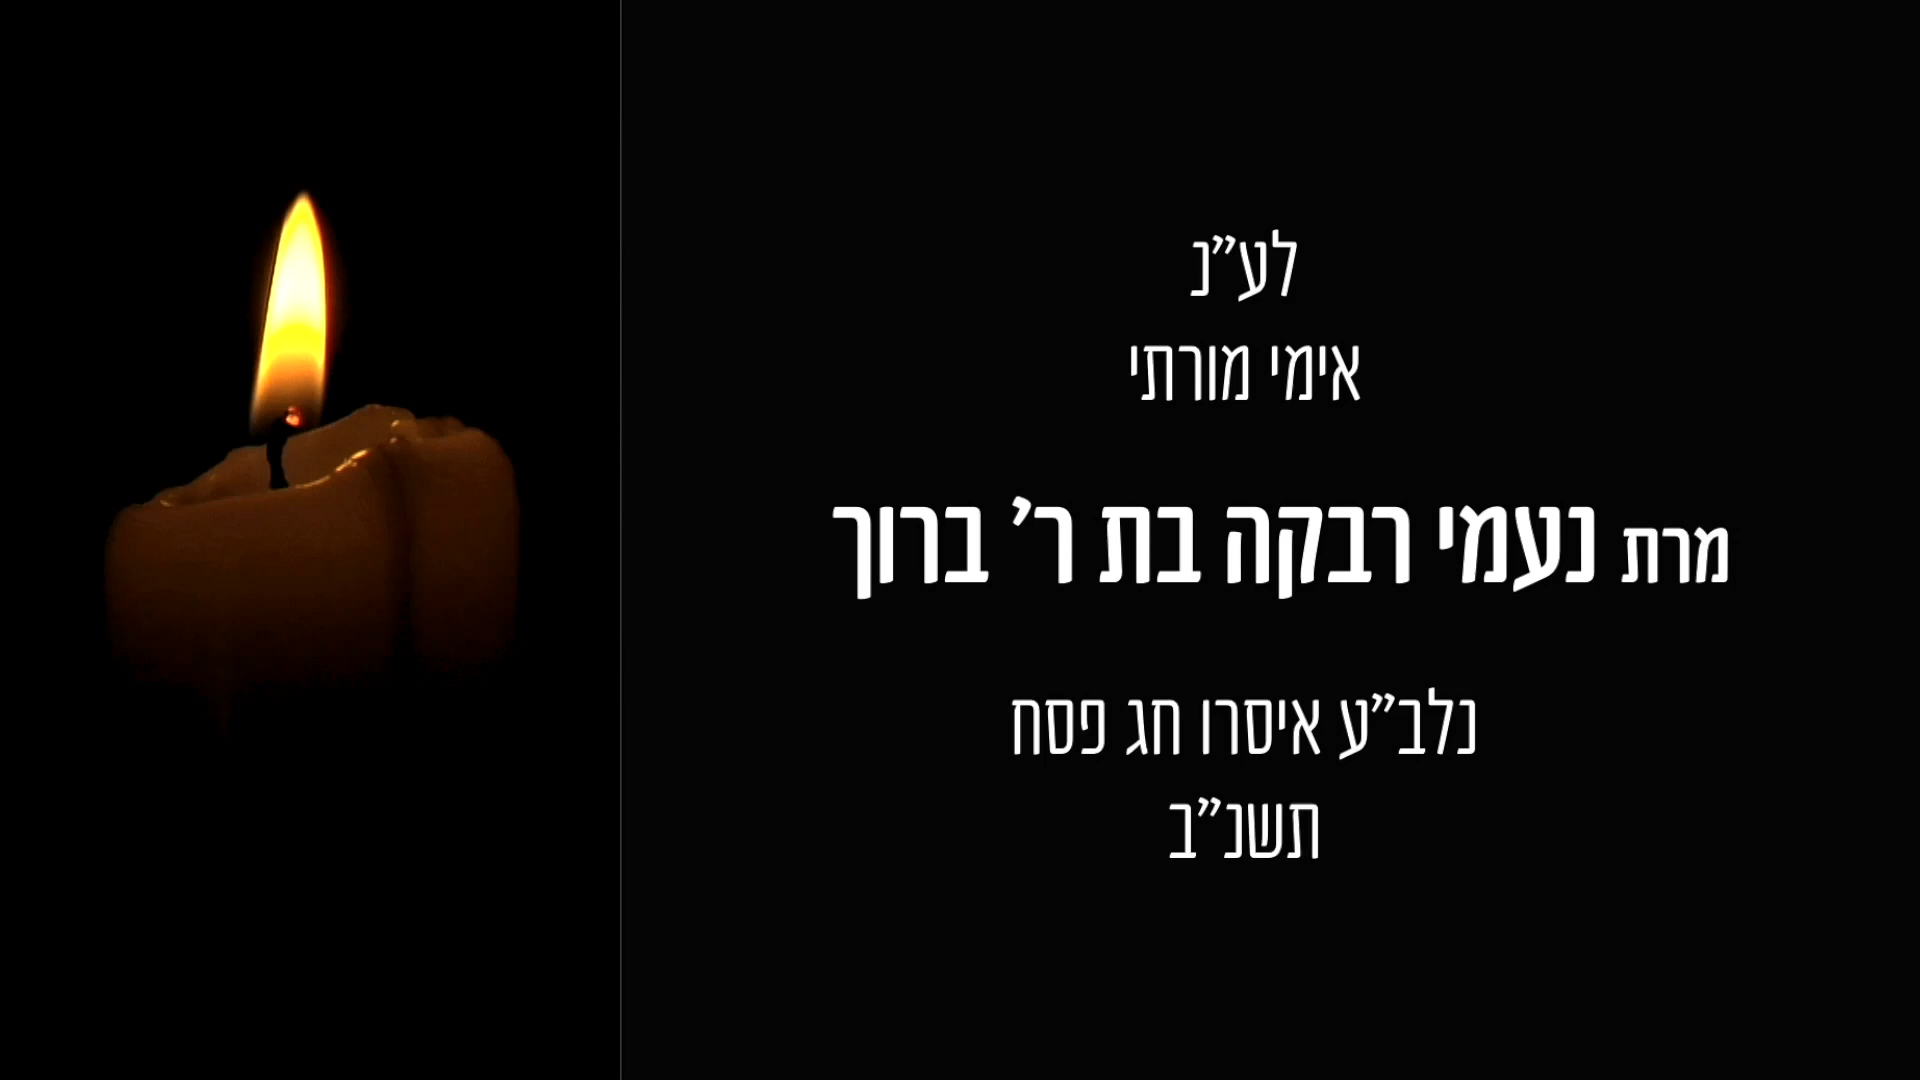 לע"נ
אימי מורתי
מרת נעמי רבקה בת ר' ברוך
נלב"ע איסרו חג פסח
תשנ"ב